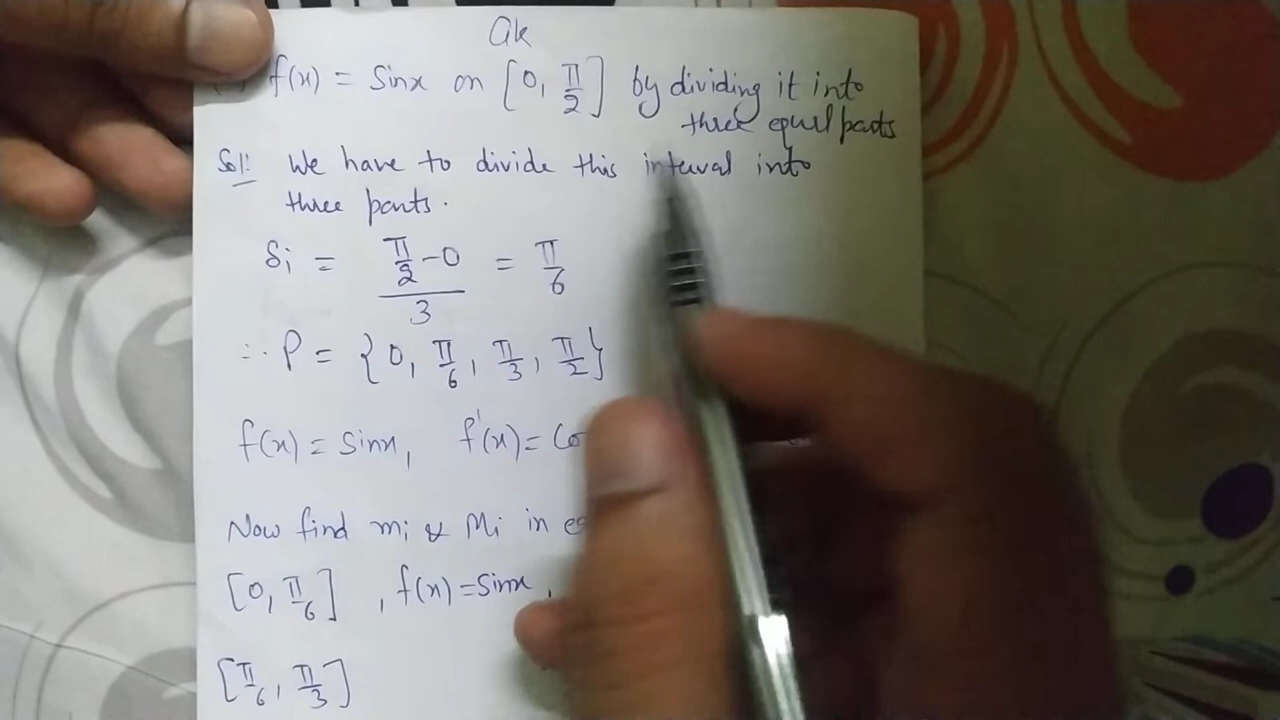 ak
f(x) = Sinx on [0, π/2] by dividing it into
three equal parts
Sol: We have to divide this interval into
three parts.
δi = (π/2 - 0)/3 = π/6
∴ P = {0, π/6, π/3, π/2}
f(x) = Sinx, f'(x) = Co
Now find mi & Mi in
[0, π/6] , f(x) = Sinx ,
[π/6, π/3]